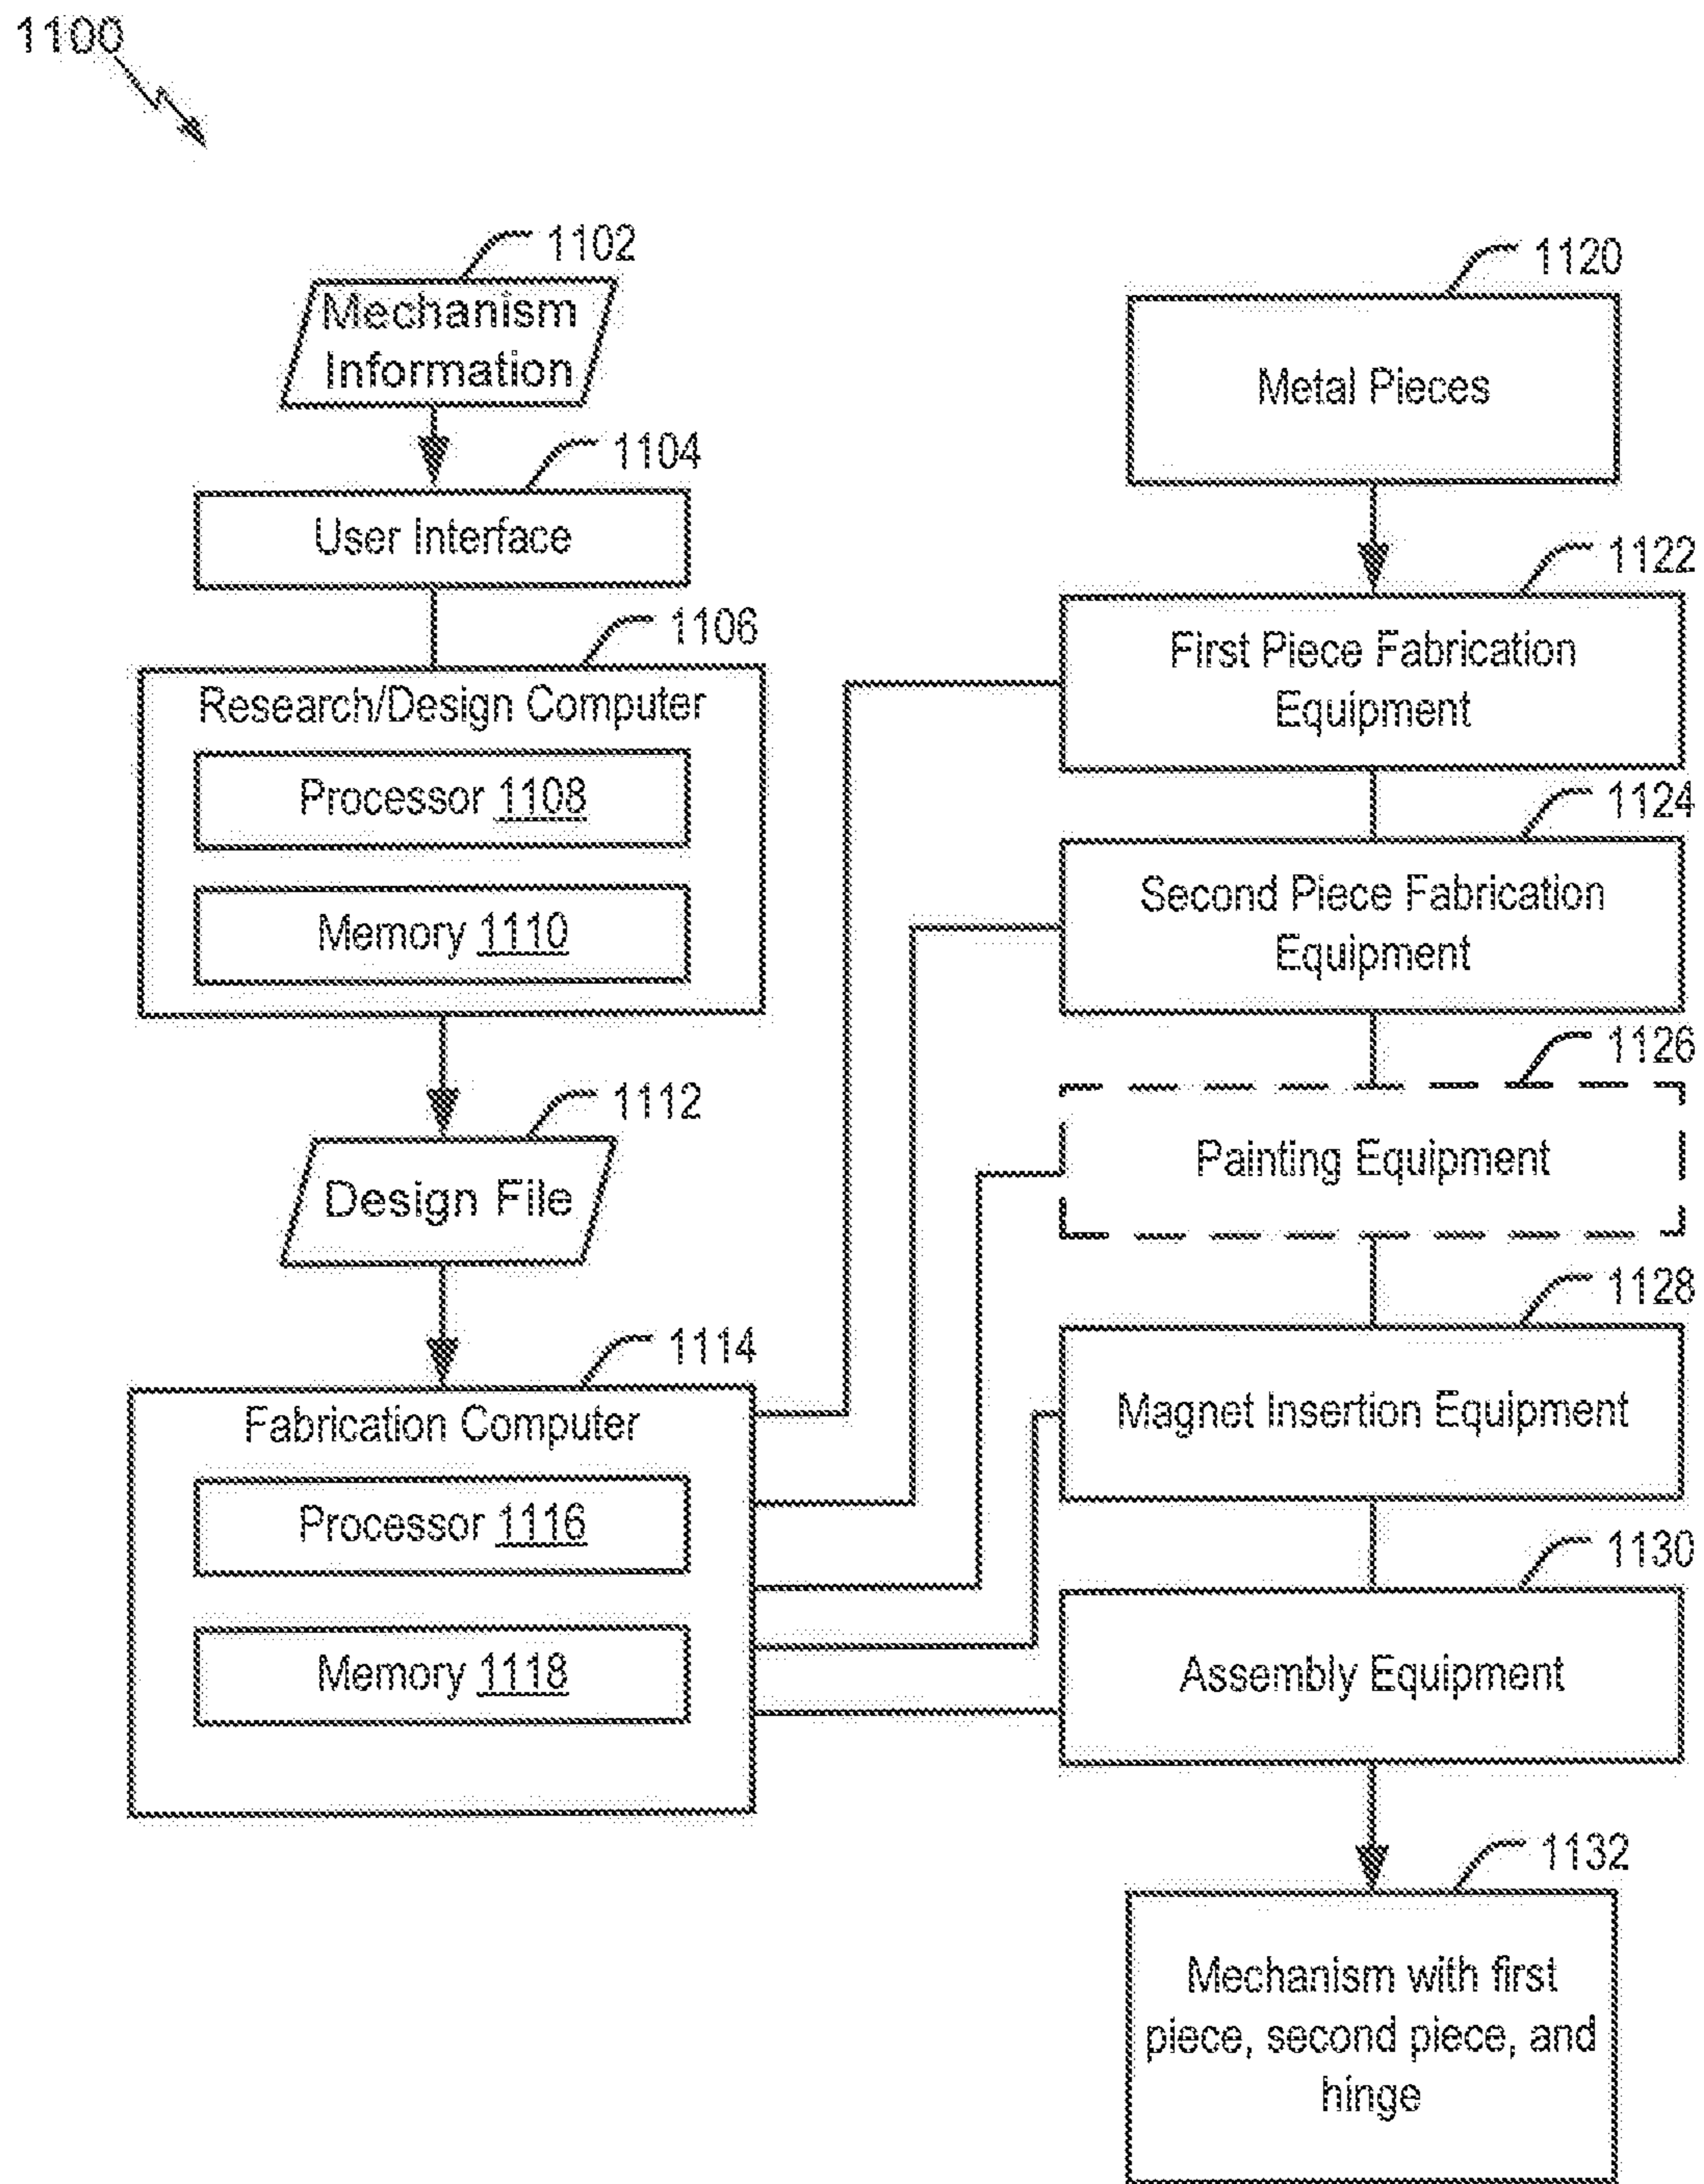 1100
1102
Mechanism
Information
1104
User Interface
1106
Research/Design Computer
Processor 1108
Memory 1110
1112
Design File
1114
Fabrication Computer
Processor 1116
Memory 1118
1120
Metal Pieces
1122
First Piece Fabrication
Equipment
1124
Second Piece Fabrication
Equipment
1126
Painting Equipment
1128
Magnet Insertion Equipment
1130
Assembly Equipment
1132
Mechanism with first
piece, second piece, and
hinge